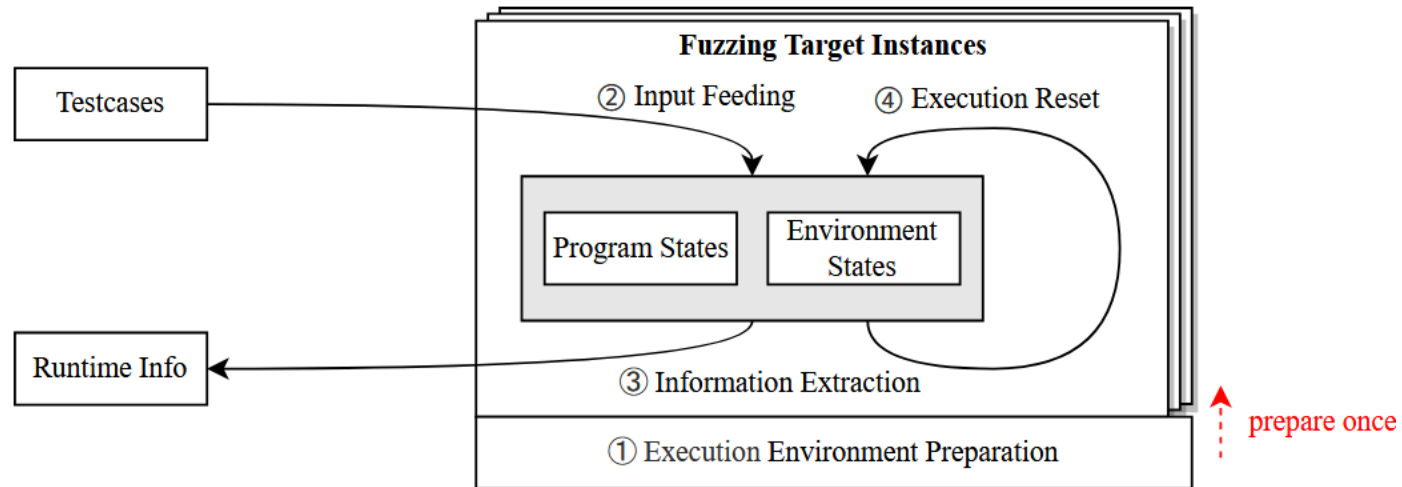 Fuzzing Target Instances
Testcases
② Input Feeding
④ Execution Reset
Program States
Environment
States
Runtime Info
③ Information Extraction
① Execution Environment Preparation
prepare once